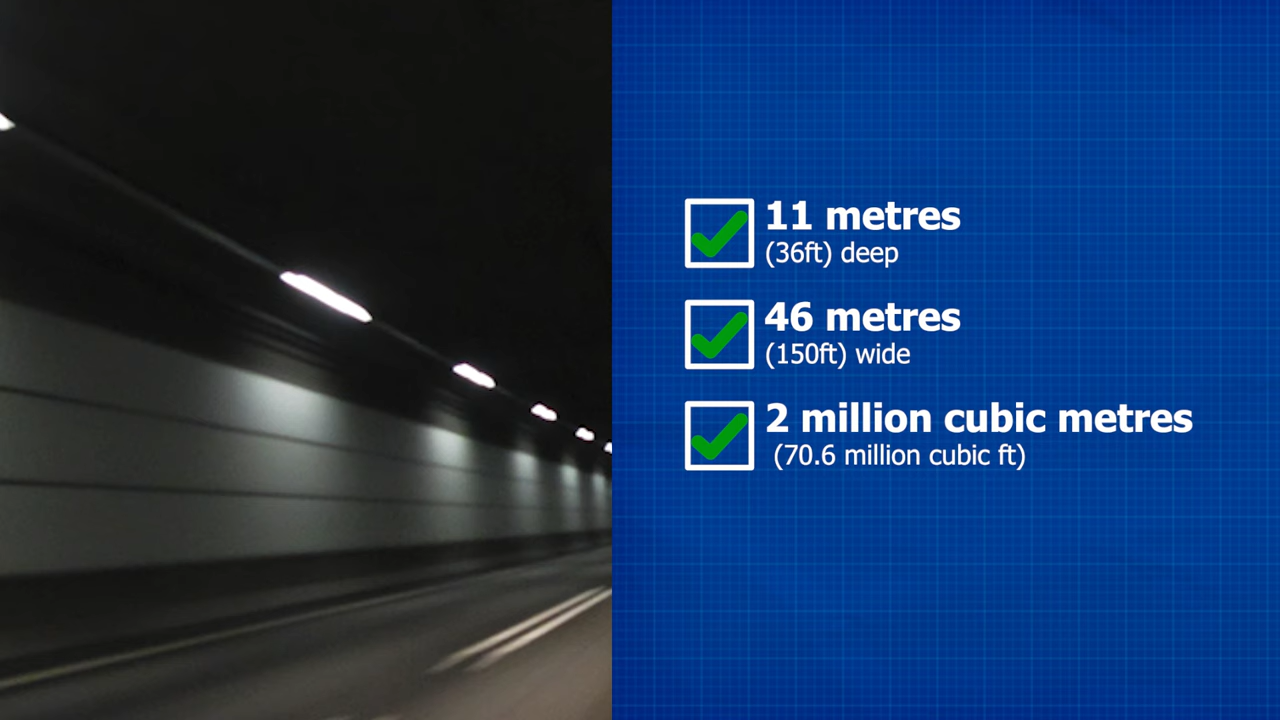 11 metres
(36ft) deep
46 metres
(150ft) wide
2 million cubic metres
(70.6 million cubic ft)